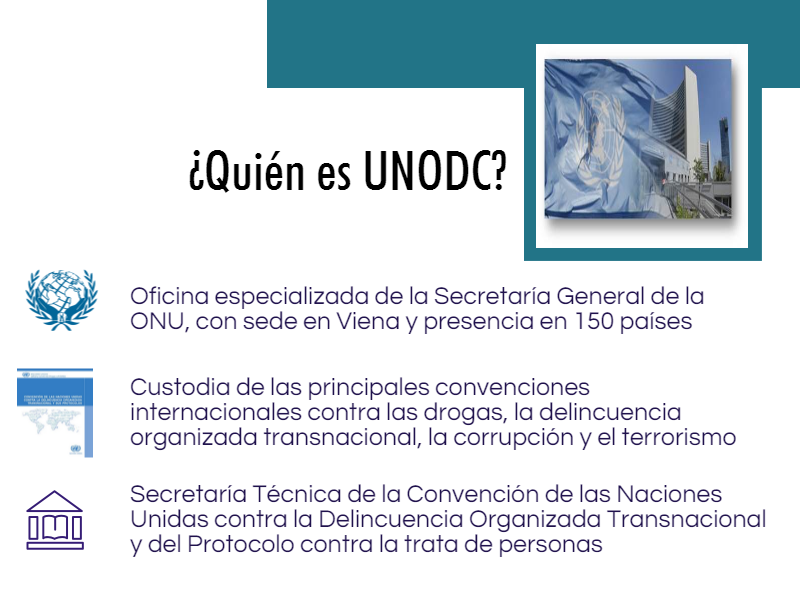 ¿Quién es UNODC?
Oficina especializada de la Secretaría General de la
ONU, con sede en Viena y presencia en 150 países
Custodia de las principales convenciones
internacionales contra las drogas, la delincuencia
organizada transnacional, la corrupción y el terrorismo
Secretaría Técnica de la Convención de las Naciones
Unidas contra la Delincuencia Organizada Transnacional
y del Protocolo contra la trata de personas